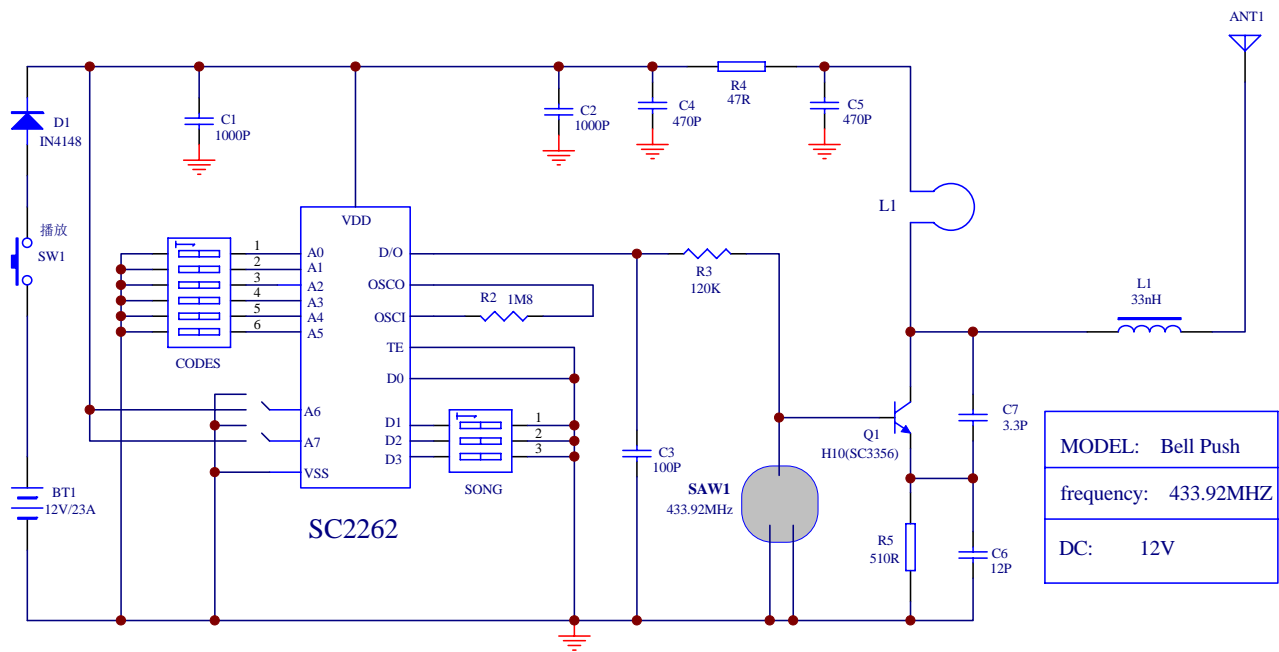 ANT1
R4
47R
C1
1000P
C2
1000P
C4
470P
C5
470P
D1
IN4148
播放
SW1
VDD
L1
1
2
3
4
5
6
A0
A1
A2
A3
A4
A5
CODES
A6
A7
VSS
D/O
OSCO
OSCI
TE
D0
D1
D2
D3
R2 1M8
R3
120K
1
2
3
SONG
SC2262
BT1
12V/23A
C3
100P
SAW1
433.92MHz
Q1
H10(SC3356)
L1
33nH
C7
3.3P
R5
510R
C6
12P
MODEL: Bell Push
frequency: 433.92MHZ
DC: 12V